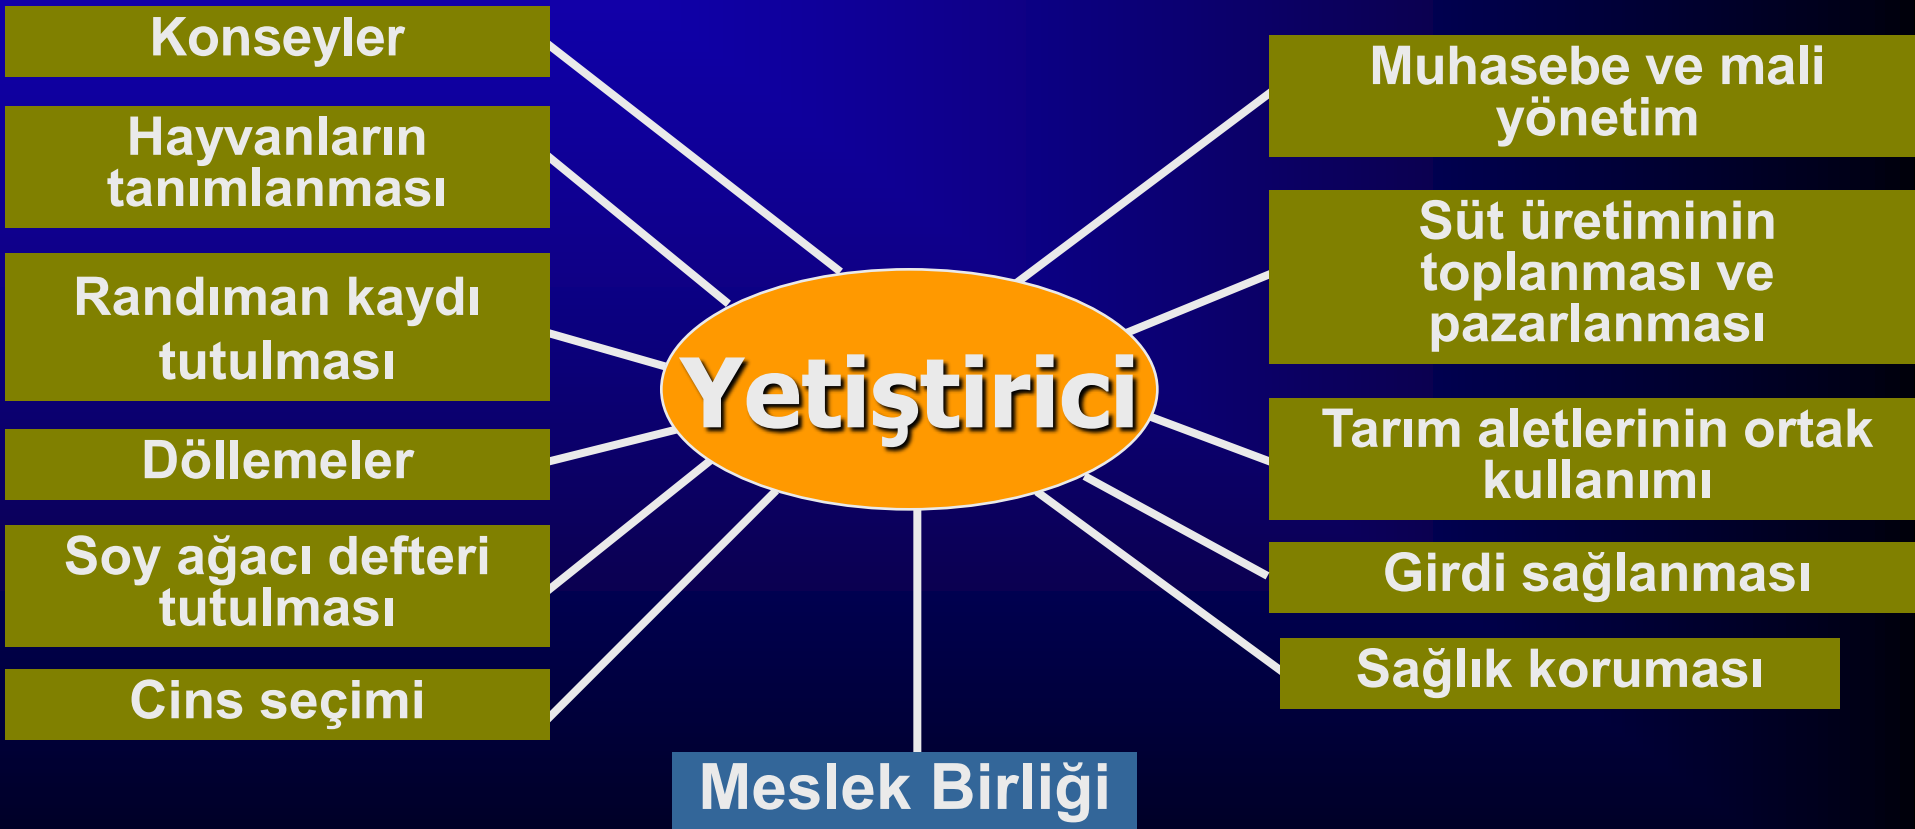 Konseyler
Hayvanların
tanımlanması
Randıman kaydı
tutulması
Döllemeler
Soy ağacı defteri
tutulması
Cins seçimi
Yetiştirici
Meslek Birliği
Muhasebe ve mali
yönetim
Süt üretiminin
toplanması ve
pazarlanması
Tarım aletlerinin ortak
kullanımı
Girdi sağlanması
Sağlık koruması